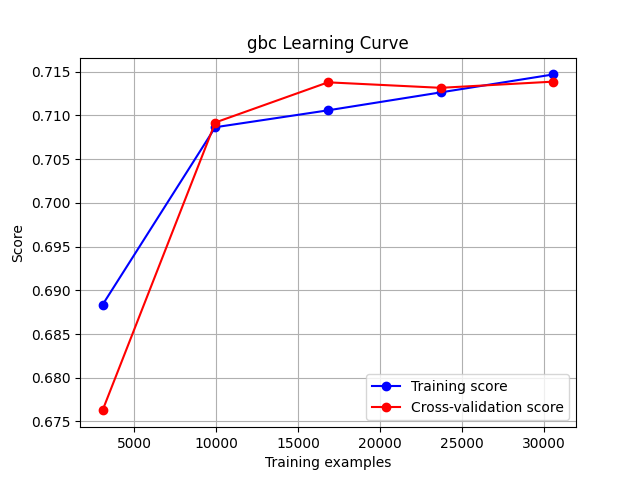 gbc Learning Curve
0.715
0.710
0.705
0.700
0.695
0.690
0.685
0.680
0.675
Score
5000 10000 15000 20000 25000 30000
Training examples
Training score
Cross-validation score